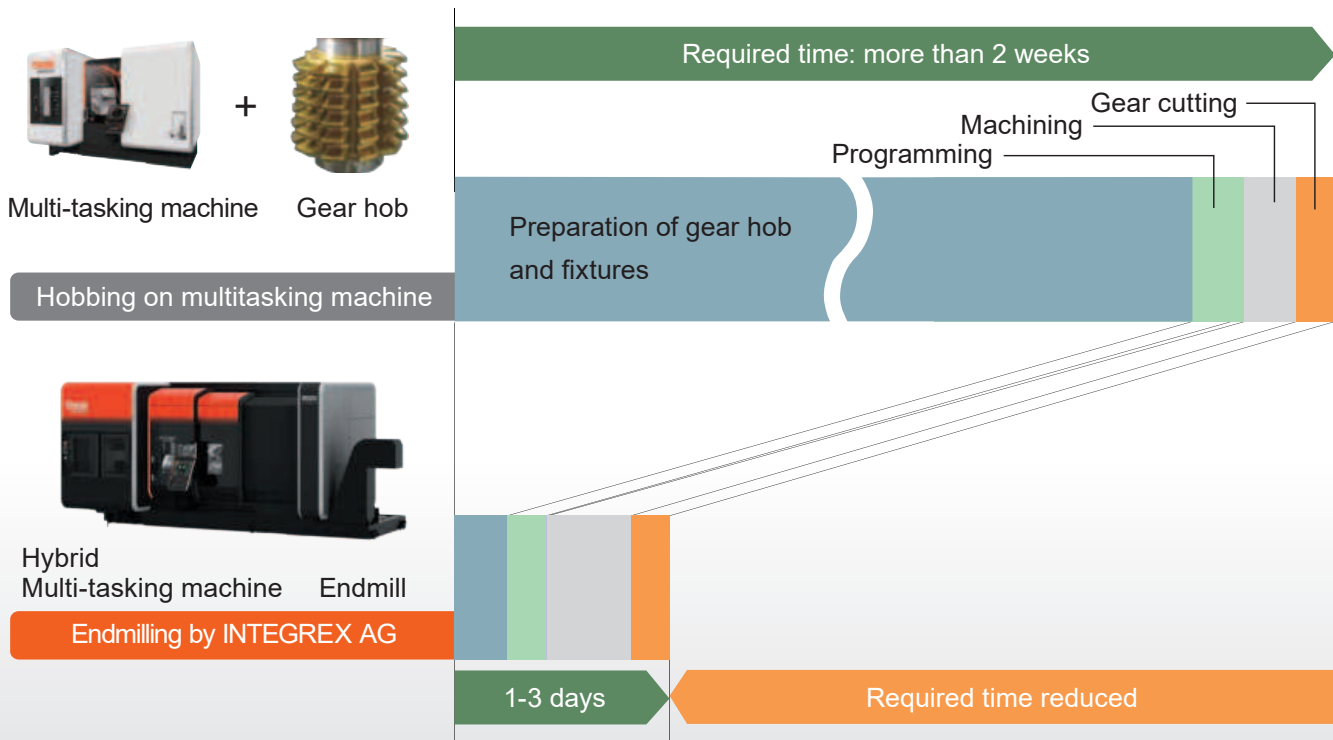 Required time: more than 2 weeks
Gear cutting
Machining
Programming
Multi-tasking machine
+
Gear hob
Preparation of gear hob
and fixtures
Hobbing on multitasking machine
Hybrid
Multi-tasking machine
Endmill
Endmilling by INTEGREX AG
1-3 days
Required time reduced